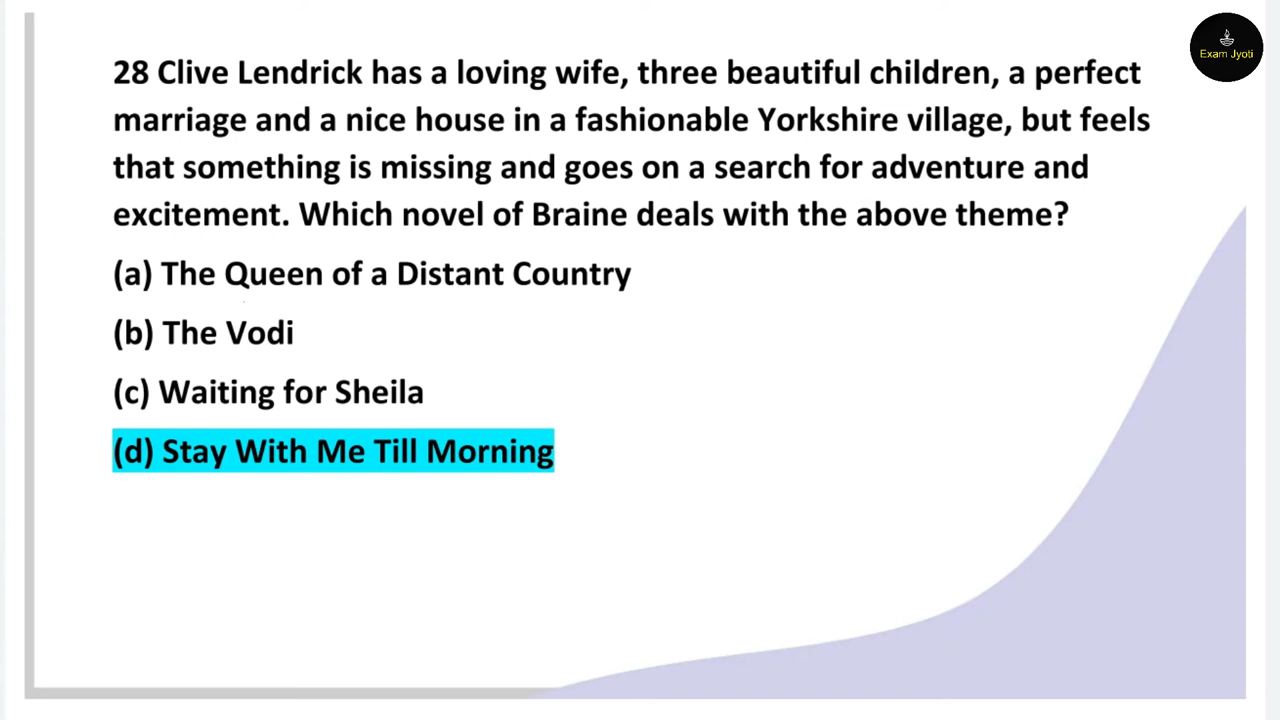 Exam Jyoti
28 Clive Lendrick has a loving wife, three beautiful children, a perfect
marriage and a nice house in a fashionable Yorkshire village, but feels
that something is missing and goes on a search for adventure and
excitement. Which novel of Braine deals with the above theme?
(a) The Queen of a Distant Country
(b) The Vodi
(c) Waiting for Sheila
(d) Stay With Me Till Morning